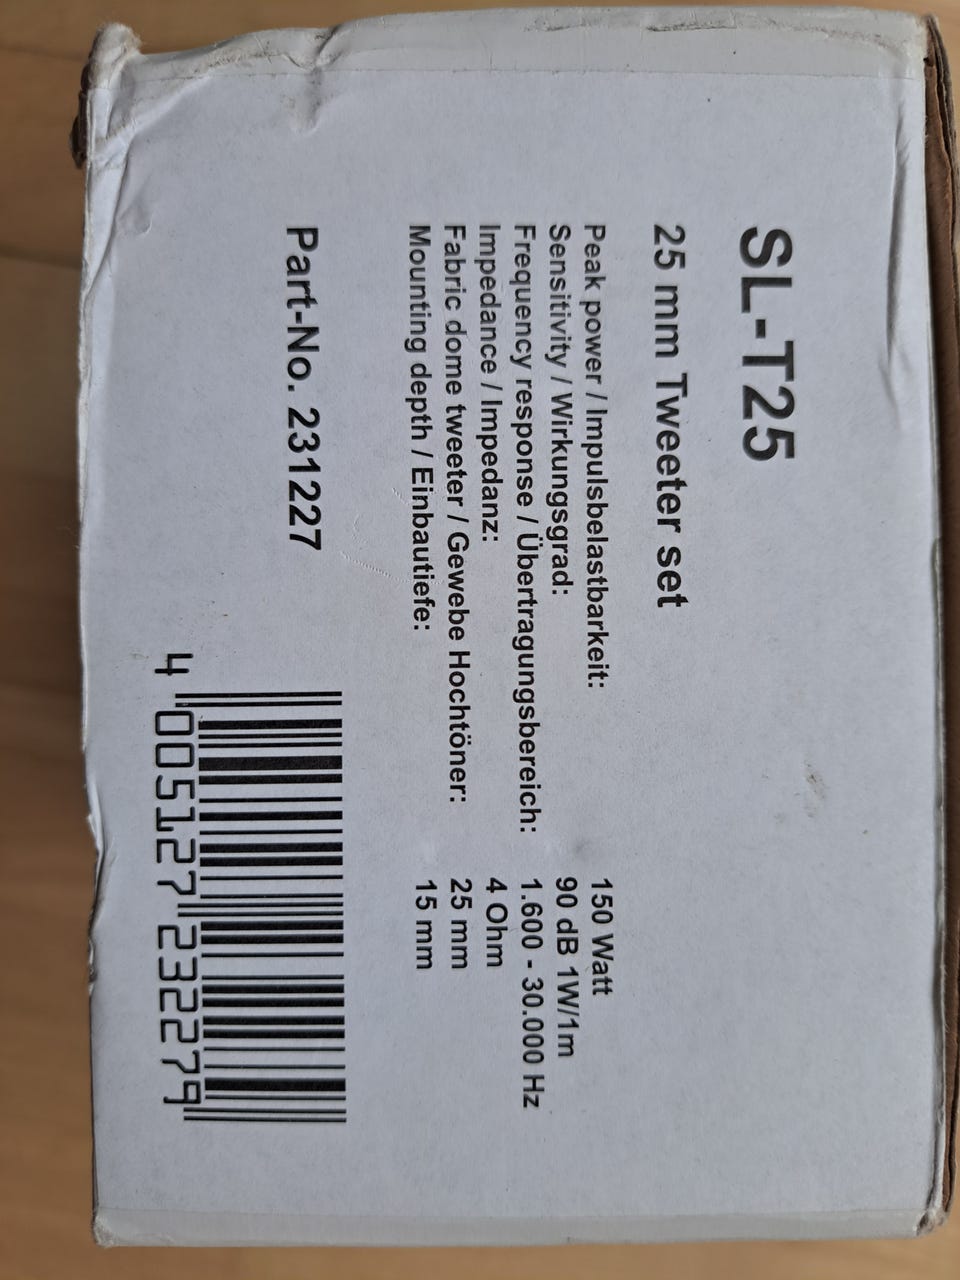 SL-T25
25 mm Tweeter set
Peak power / Impulsbelastbarkeit: 150 Watt
Sensitivity / Wirkungsgrad: 90 dB 1W/1m
Frequency response / Übertragungsbereich: 1.600 - 30.000 Hz
Impedance / Impedanz: 4 Ohm
Fabric dome tweeter / Gewebe Hochtöner: 25 mm
Mounting depth / Einbautiefe: 15 mm
Part-No. 231227
4 005127 232279